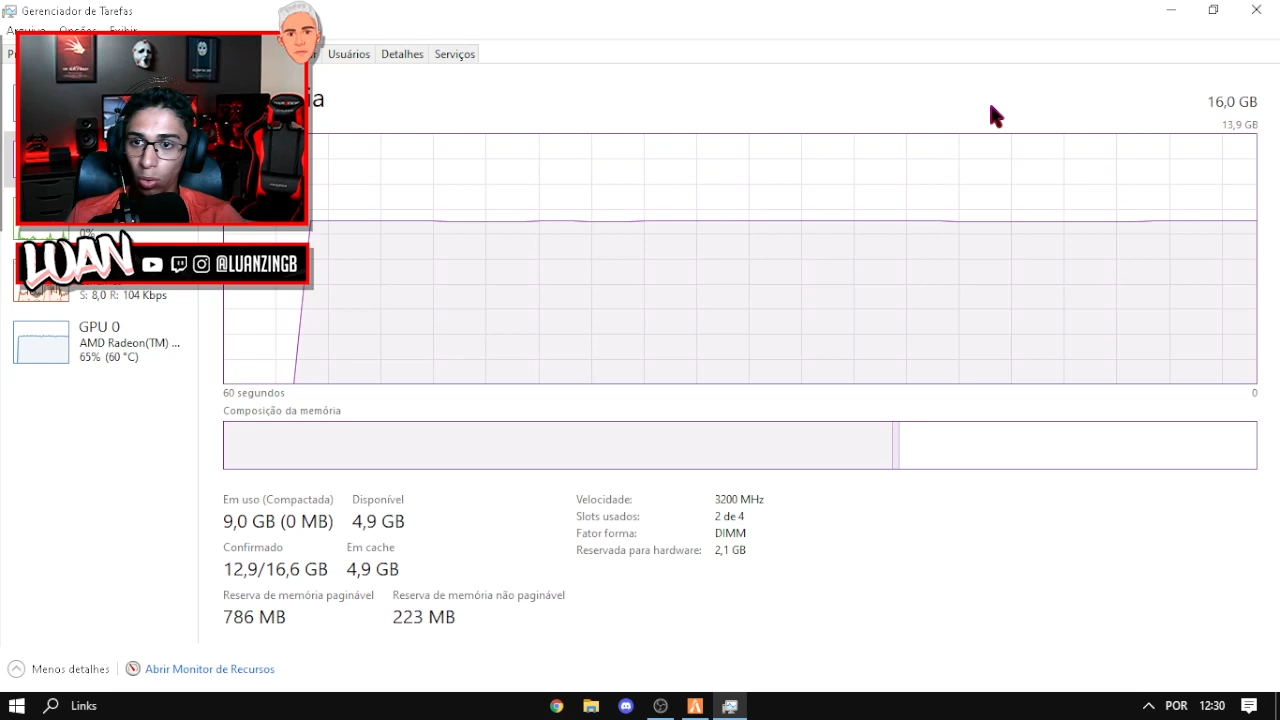 Gerenciador de Tarefas
Arquivo Opções Exibir
Usuários Detalhes Serviços
16,0 GB
13,9 GB
0%
LUAN @LUANZINGB
S: 8,0 R: 104 Kbps
GPU 0
AMD Radeon(TM) ...
65% (60 °C)
60 segundos 0
Composição da memória
Em uso (Compactada) Disponível
9,0 GB (0 MB) 4,9 GB
Confirmado Em cache
12,9/16,6 GB 4,9 GB
Reserva de memória paginável Reserva de memória não paginável
786 MB 223 MB
Velocidade: 3200 MHz
Slots usados: 2 de 4
Fator forma: DIMM
Reservada para hardware: 2,1 GB
Menos detalhes Abrir Monitor de Recursos
Links POR 12:30